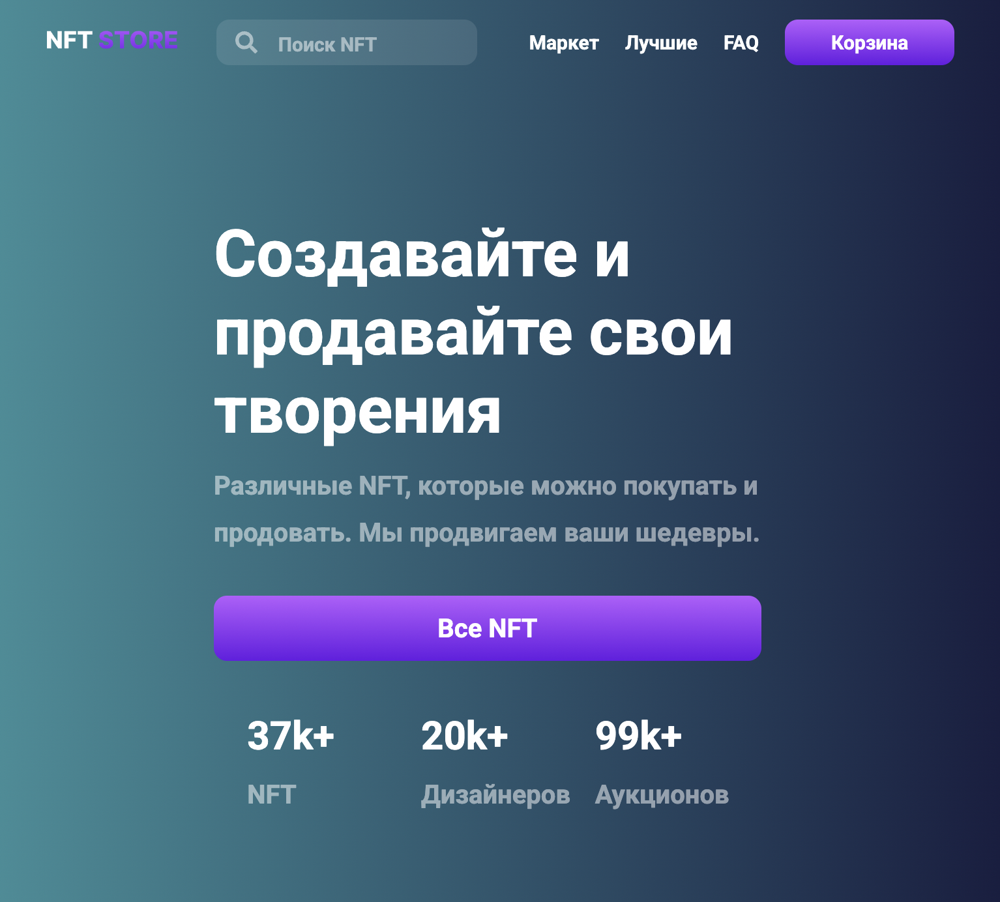 NFT STORE
Поиск NFT
Маркет
Лучшие
FAQ
Корзина
Создавайте и
продавайте свои
творения
Различные NFT, которые можно покупать и
продовать. Мы продвигаем ваши шедевры.
Все NFT
37k+
20k+
99k+
NFT
Дизайнеров
Аукционов